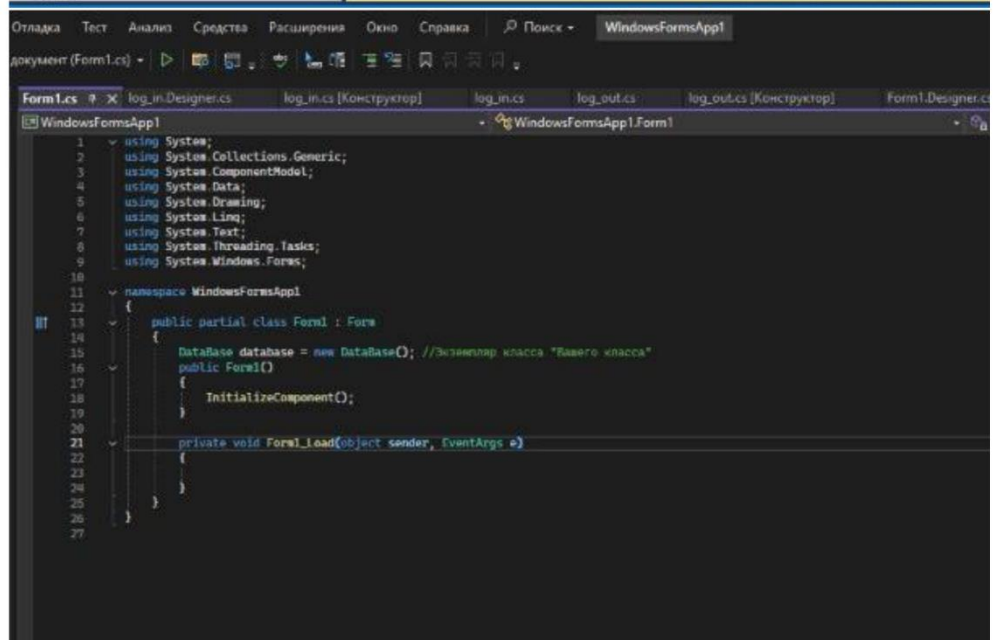 Отладка Тест Анализ Средства Расширения Окно Справка Поиск WindowsFormsApp1
документ (Form1.cs)
Form1.cs log_in.Designer.cs log_in.cs [Конструктор] log_in.cs log_out.cs log_out.cs [Конструктор] Form1.Designer.cs
WindowsFormsApp1 WindowsFormsApp1.Form1
1 using System;
2 using System.Collections.Generic;
3 using System.ComponentModel;
4 using System.Data;
5 using System.Drawing;
6 using System.Linq;
7 using System.Text;
8 using System.Threading.Tasks;
9 using System.Windows.Forms;
10
11 namespace WindowsFormsApp1
12 {
13 public partial class Form1 : Form
14 {
15 DataBase database = new DataBase(); //Экземпляр класса "Вашего класса"
16 public Form1()
17 {
18 InitializeComponent();
19 }
20
21 private void Form1_Load(object sender, EventArgs e)
22 {
23
24 }
25 }
26 }
27